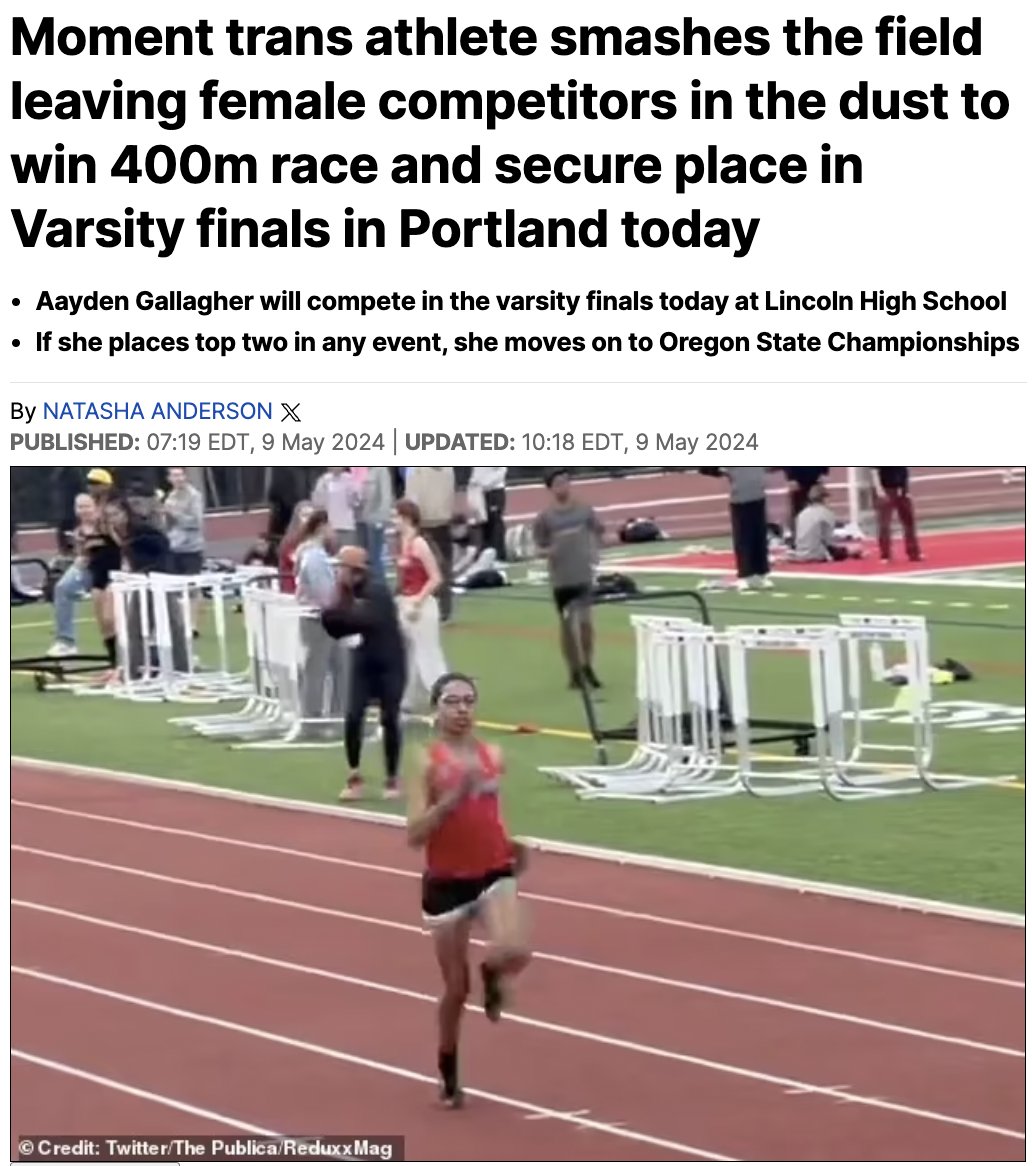 Moment trans athlete smashes the field
leaving female competitors in the dust to
win 400m race and secure place in
Varsity finals in Portland today
• Aayden Gallagher will compete in the varsity finals today at Lincoln High School
• If she places top two in any event, she moves on to Oregon State Championships
By NATASHA ANDERSON
PUBLISHED: 07:19 EDT, 9 May 2024 | UPDATED: 10:18 EDT, 9 May 2024
© Credit: Twitter/The Publica/ReduxxMag